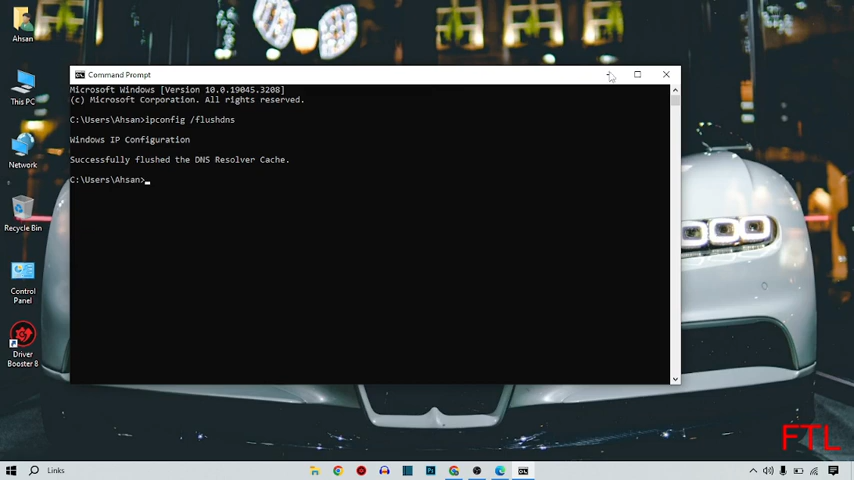 Ahsan
This PC
Network
Recycle Bin
Control
Panel
Driver
Booster 8
Command Prompt
Microsoft Windows [Version 10.0.19045.3208]
(c) Microsoft Corporation. All rights reserved.
C:\Users\Ahsan>ipconfig /flushdns
Windows IP Configuration
Successfully flushed the DNS Resolver Cache.
C:\Users\Ahsan>
FTL
Links